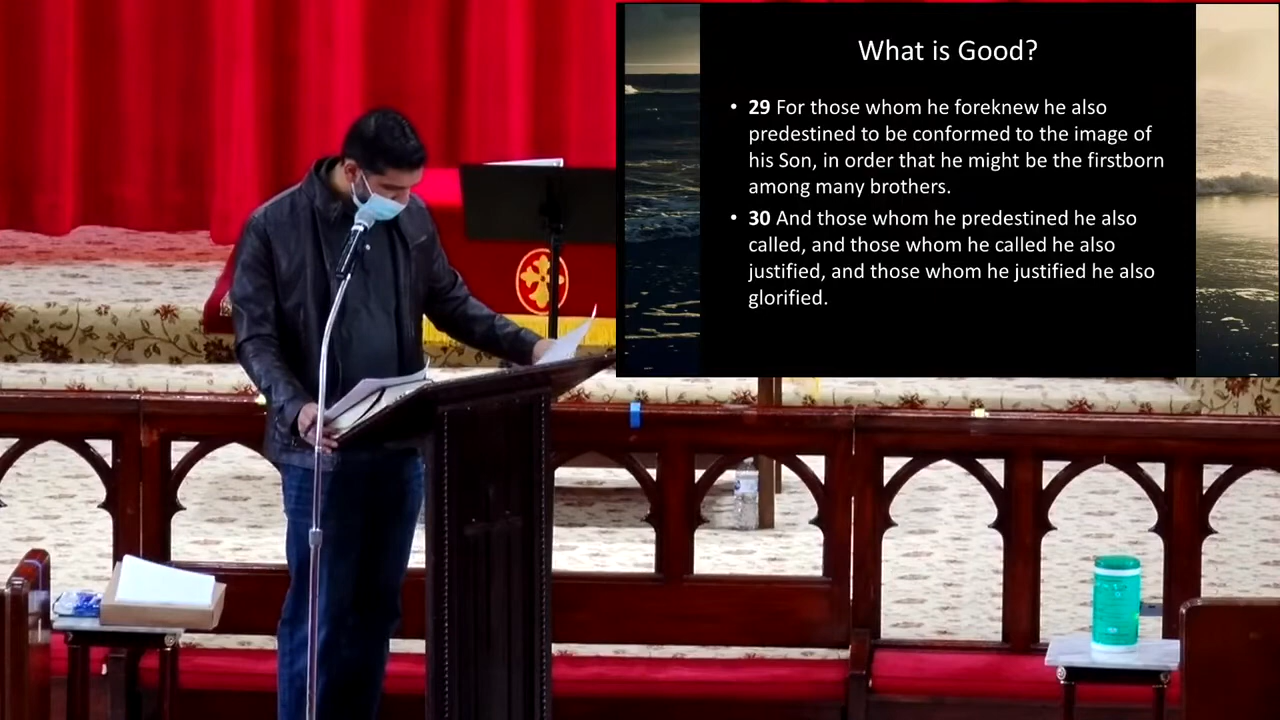 What is Good?
• 29 For those whom he foreknew he also
predestined to be conformed to the image of
his Son, in order that he might be the firstborn
among many brothers.
• 30 And those whom he predestined he also
called, and those whom he called he also
justified, and those whom he justified he also
glorified.